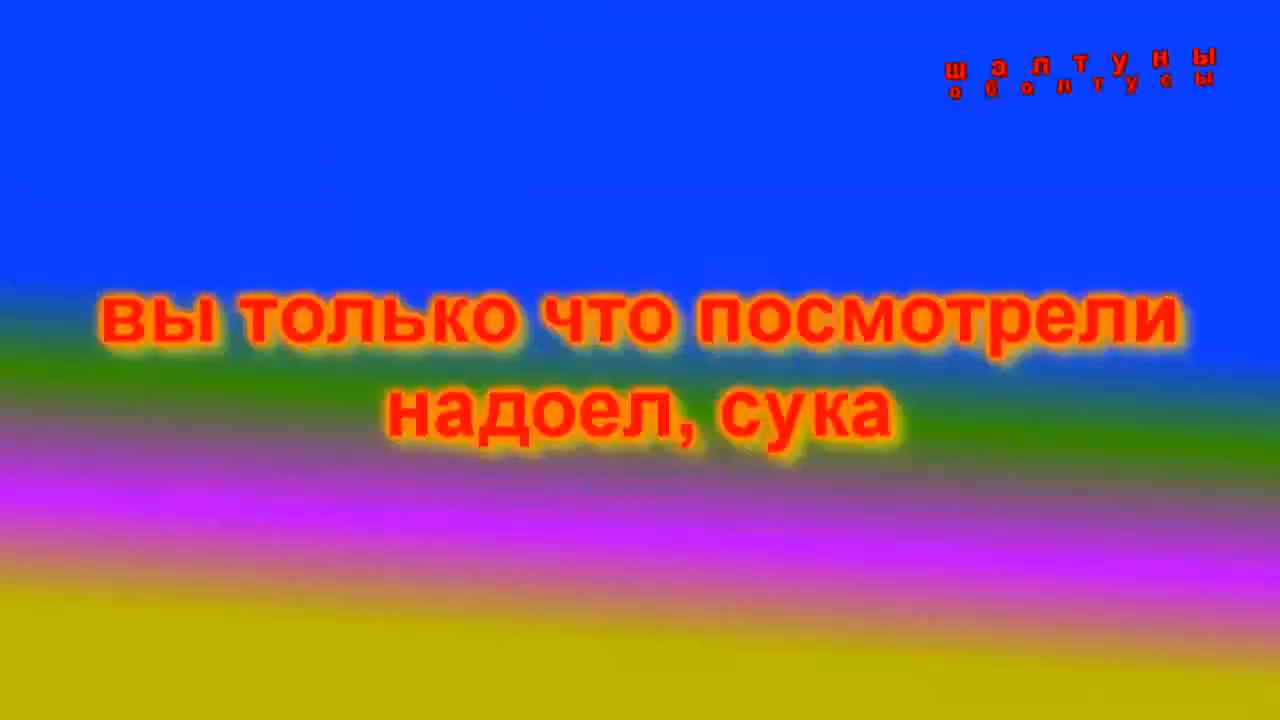 шалтуны
оболтусы
вы только что посмотрели
надоел, сука